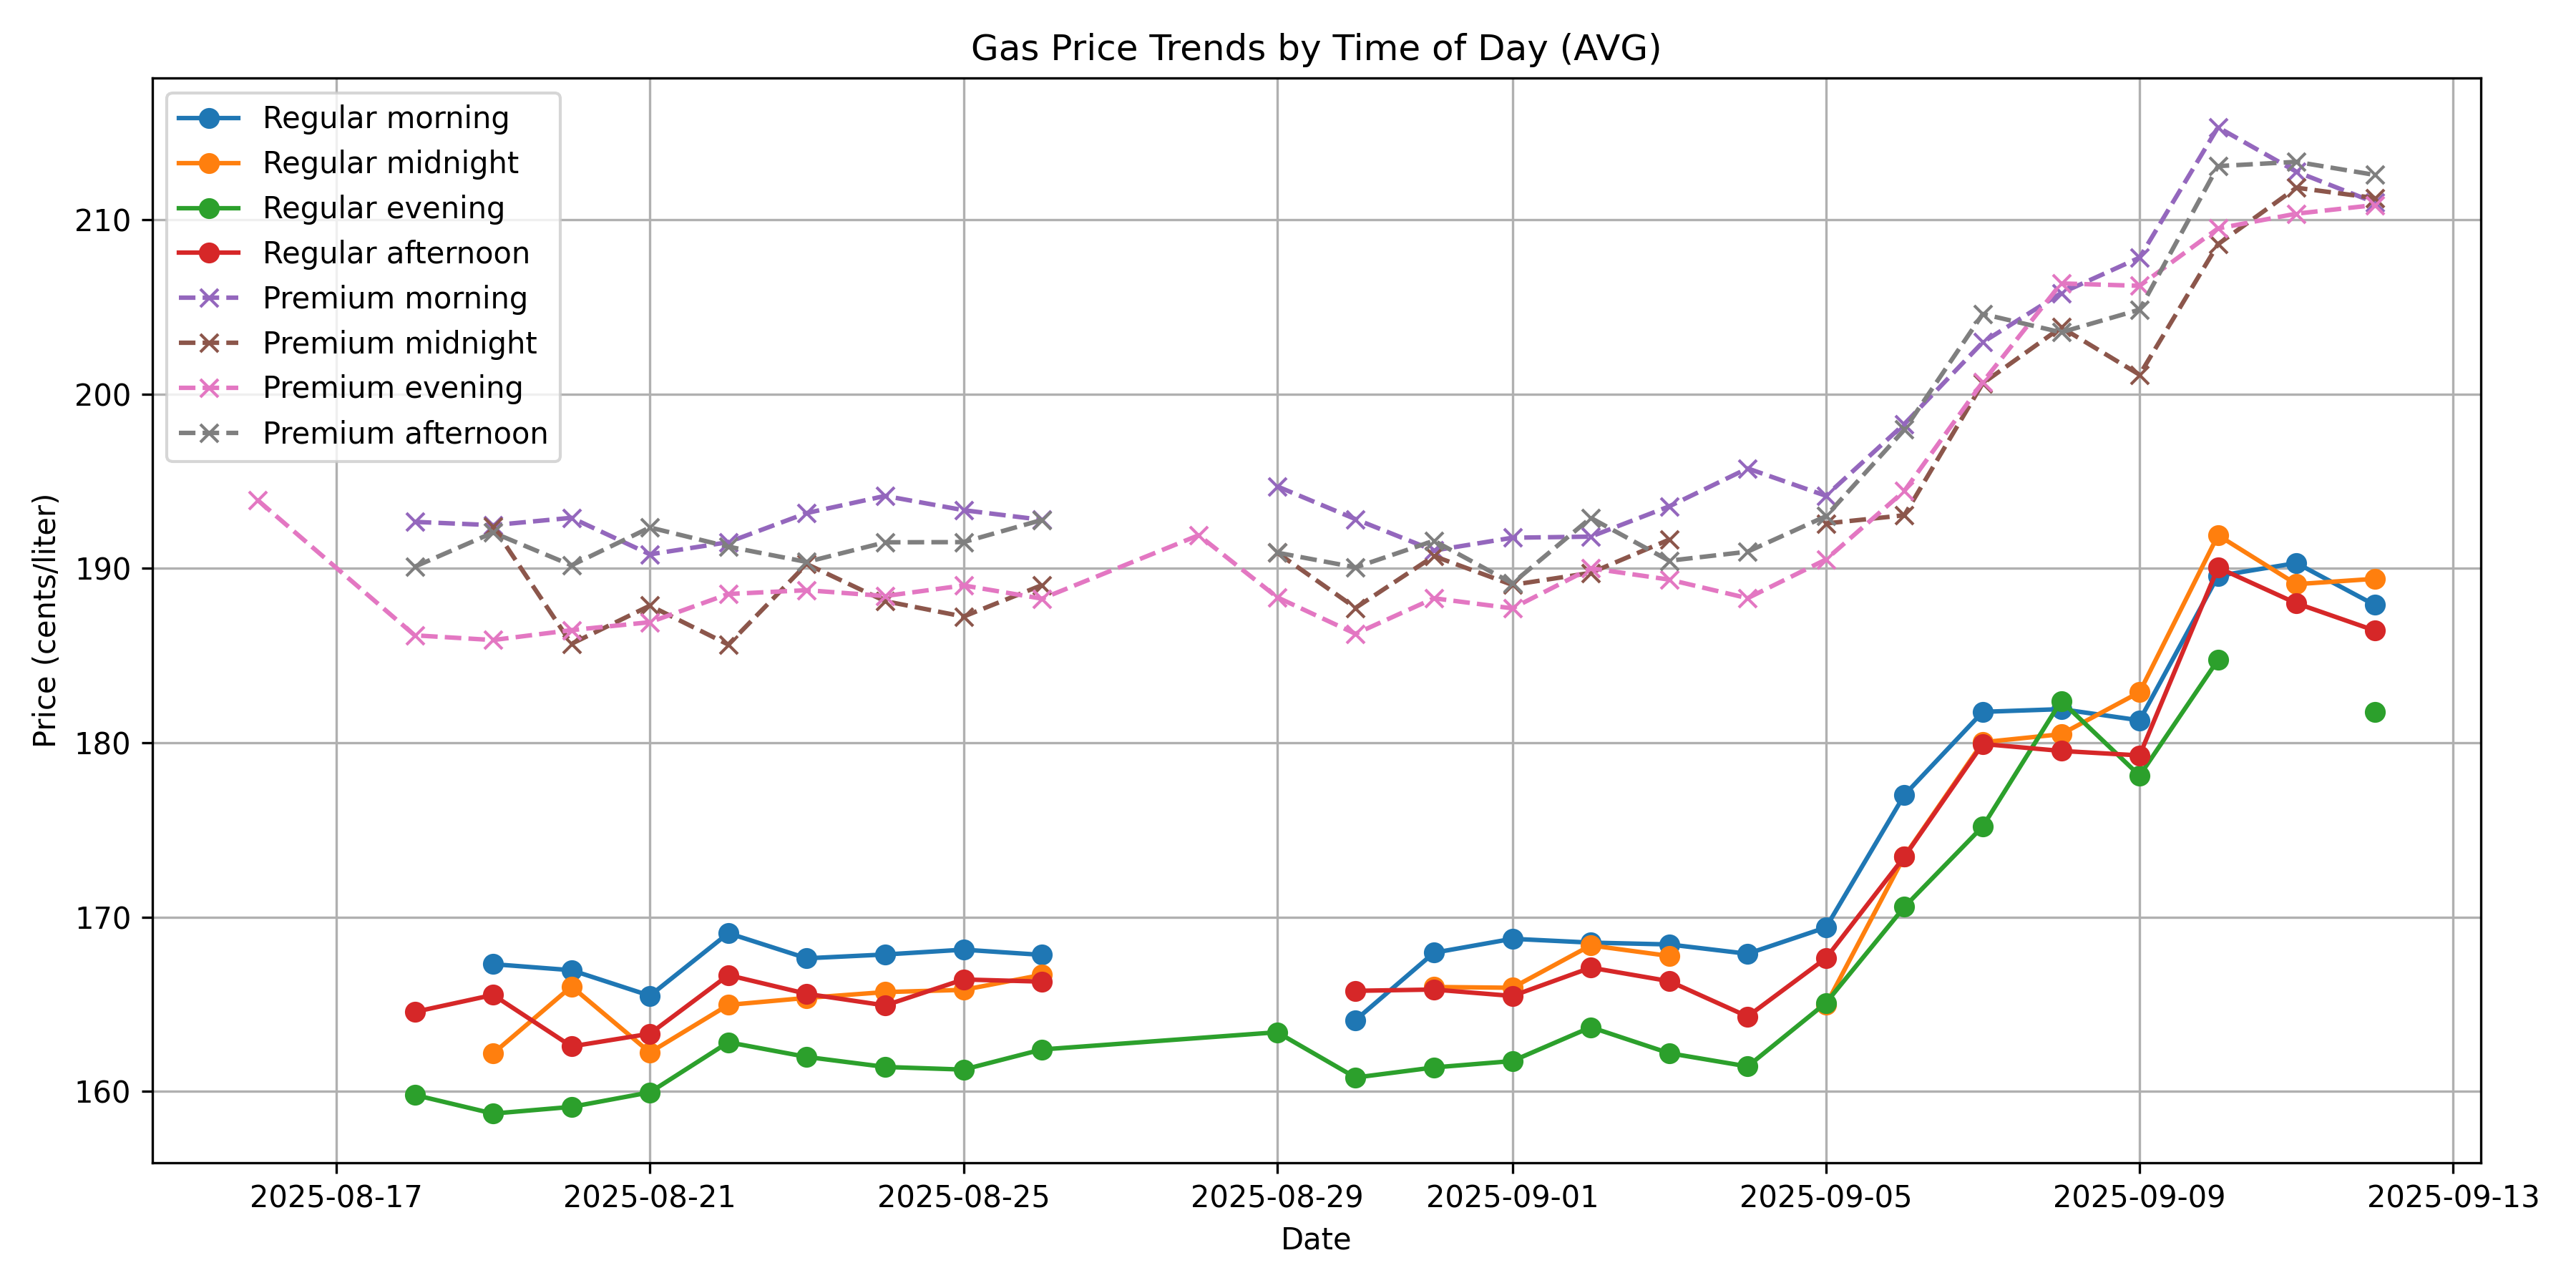 Gas Price Trends by Time of Day (AVG)
Regular morning
Regular midnight
Regular evening
Regular afternoon
Premium morning
Premium midnight
Premium evening
Premium afternoon
Price (cents/liter)
210
200
190
180
170
160
2025-08-17
2025-08-21
2025-08-25
2025-08-29
2025-09-01
2025-09-05
2025-09-09
2025-09-13
Date